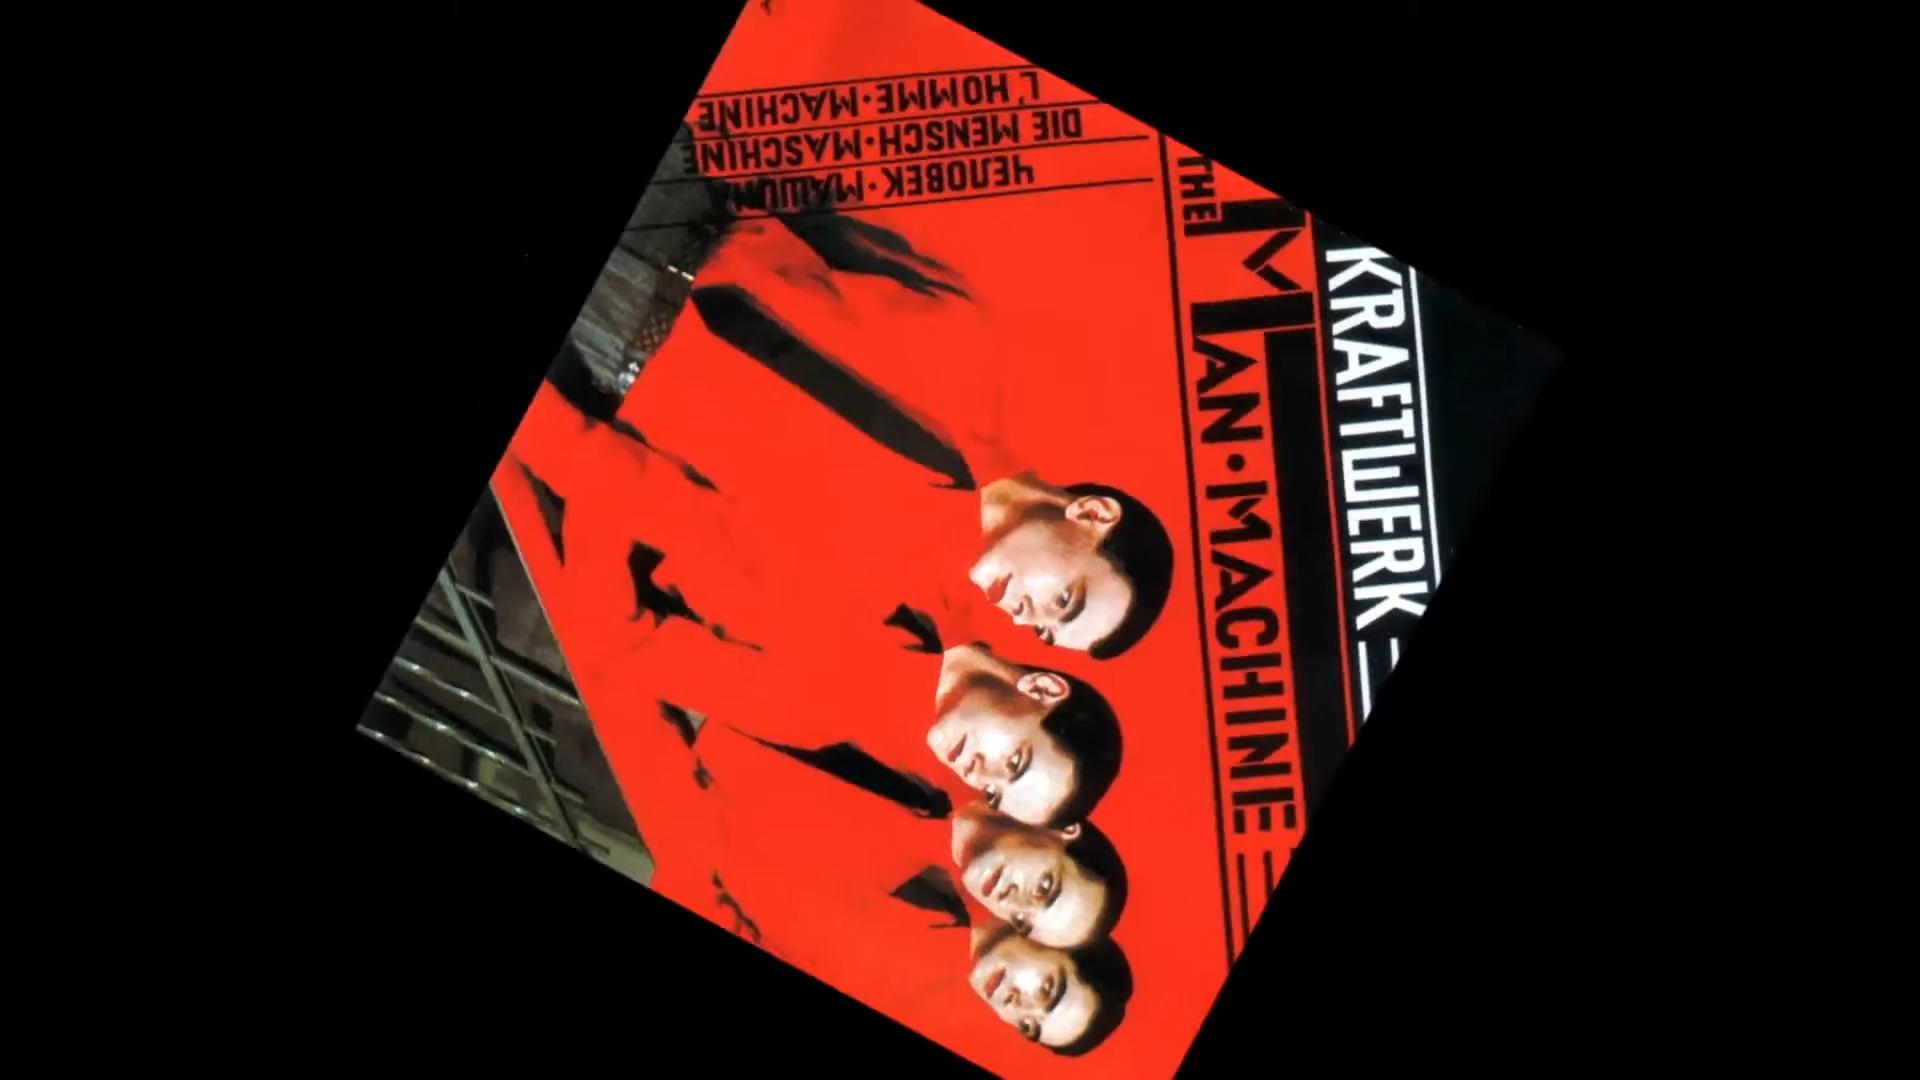 KRAFTWERK
THE
MAN·MACHINE
L'HOMME·MACHINE
DIE MENSCH·MASCHINE
ЧЕЛОВЕК·МАШИНА